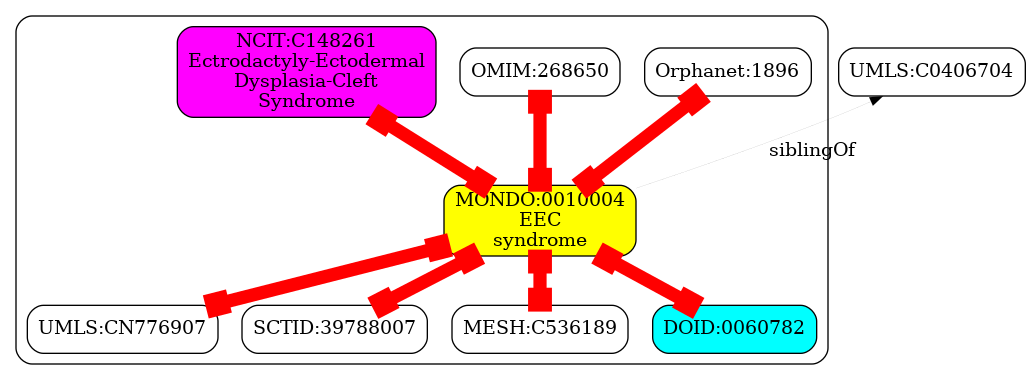 NCIT:C148261
Ectrodactyly-Ectodermal
Dysplasia-Cleft
Syndrome
OMIM:268650
Orphanet:1896
UMLS:C0406704
siblingOf
MONDO:0010004
EEC
syndrome
UMLS:CN776907
SCTID:39788007
MESH:C536189
DOID:0060782